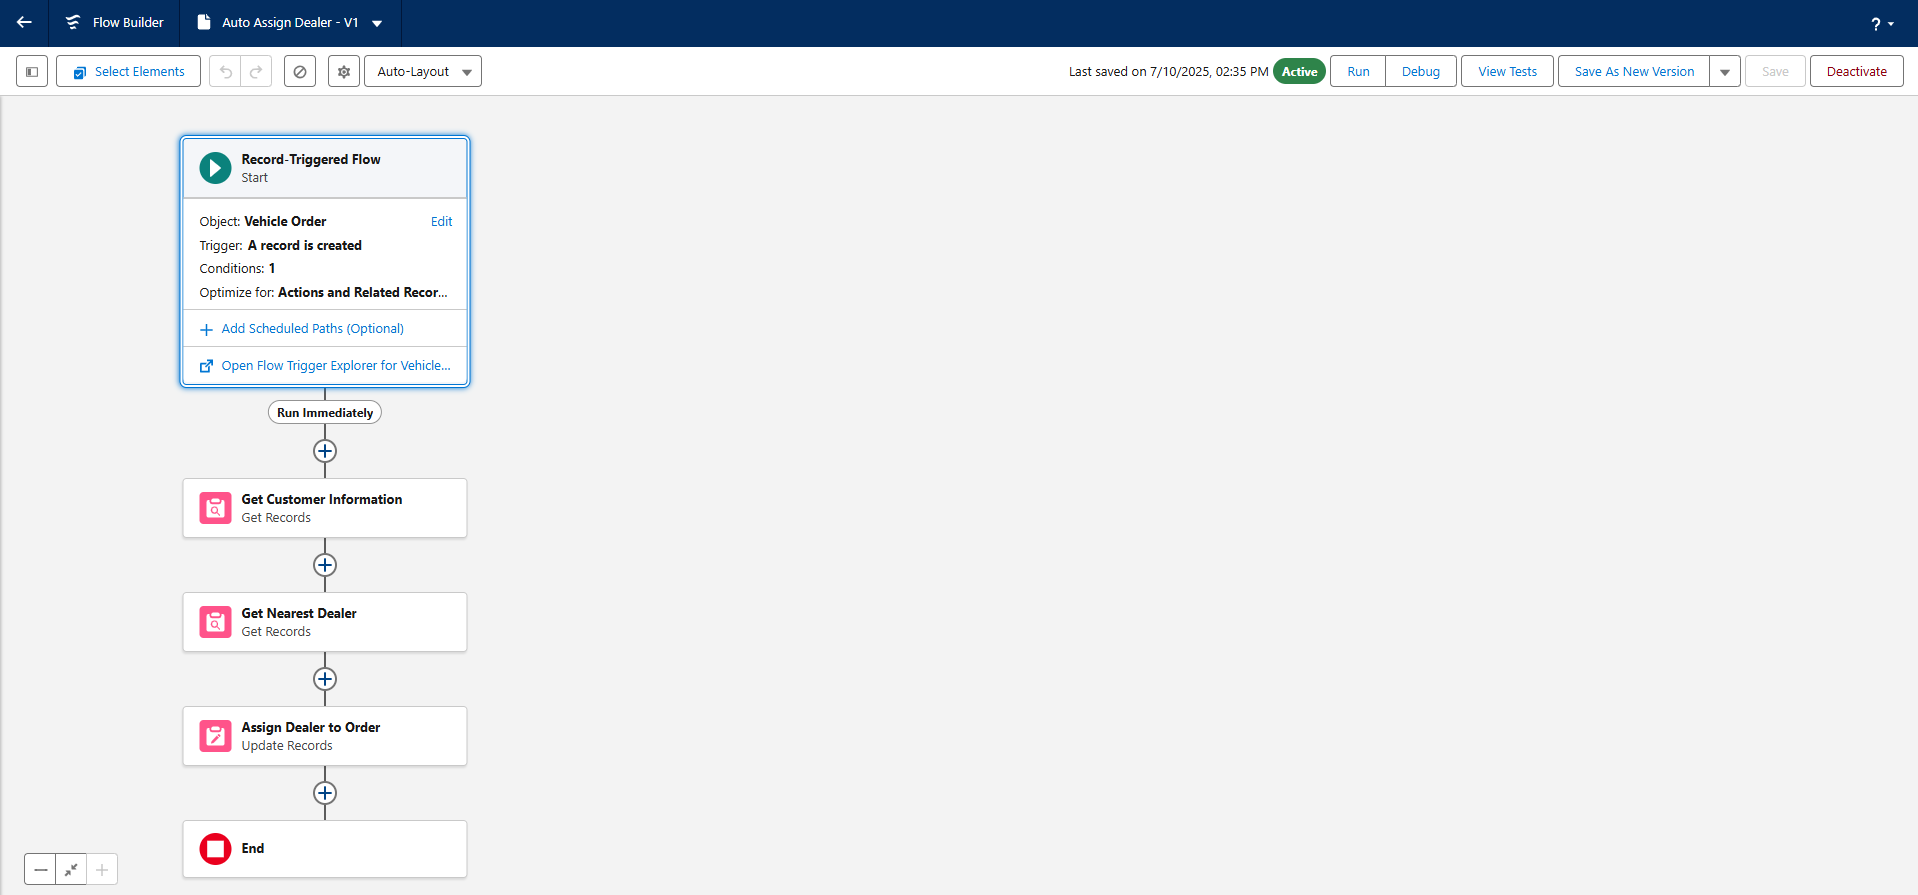 Flow Builder
Auto Assign Dealer - V1
?
Select Elements
Auto-Layout
Last saved on 7/10/2025, 02:35 PM
Active
Run
Debug
View Tests
Save As New Version
Save
Deactivate
Record-Triggered Flow
Start
Object: Vehicle Order
Edit
Trigger: A record is created
Conditions: 1
Optimize for: Actions and Related Recor...
Add Scheduled Paths (Optional)
Open Flow Trigger Explorer for Vehicle...
Run Immediately
Get Customer Information
Get Records
Get Nearest Dealer
Get Records
Assign Dealer to Order
Update Records
End